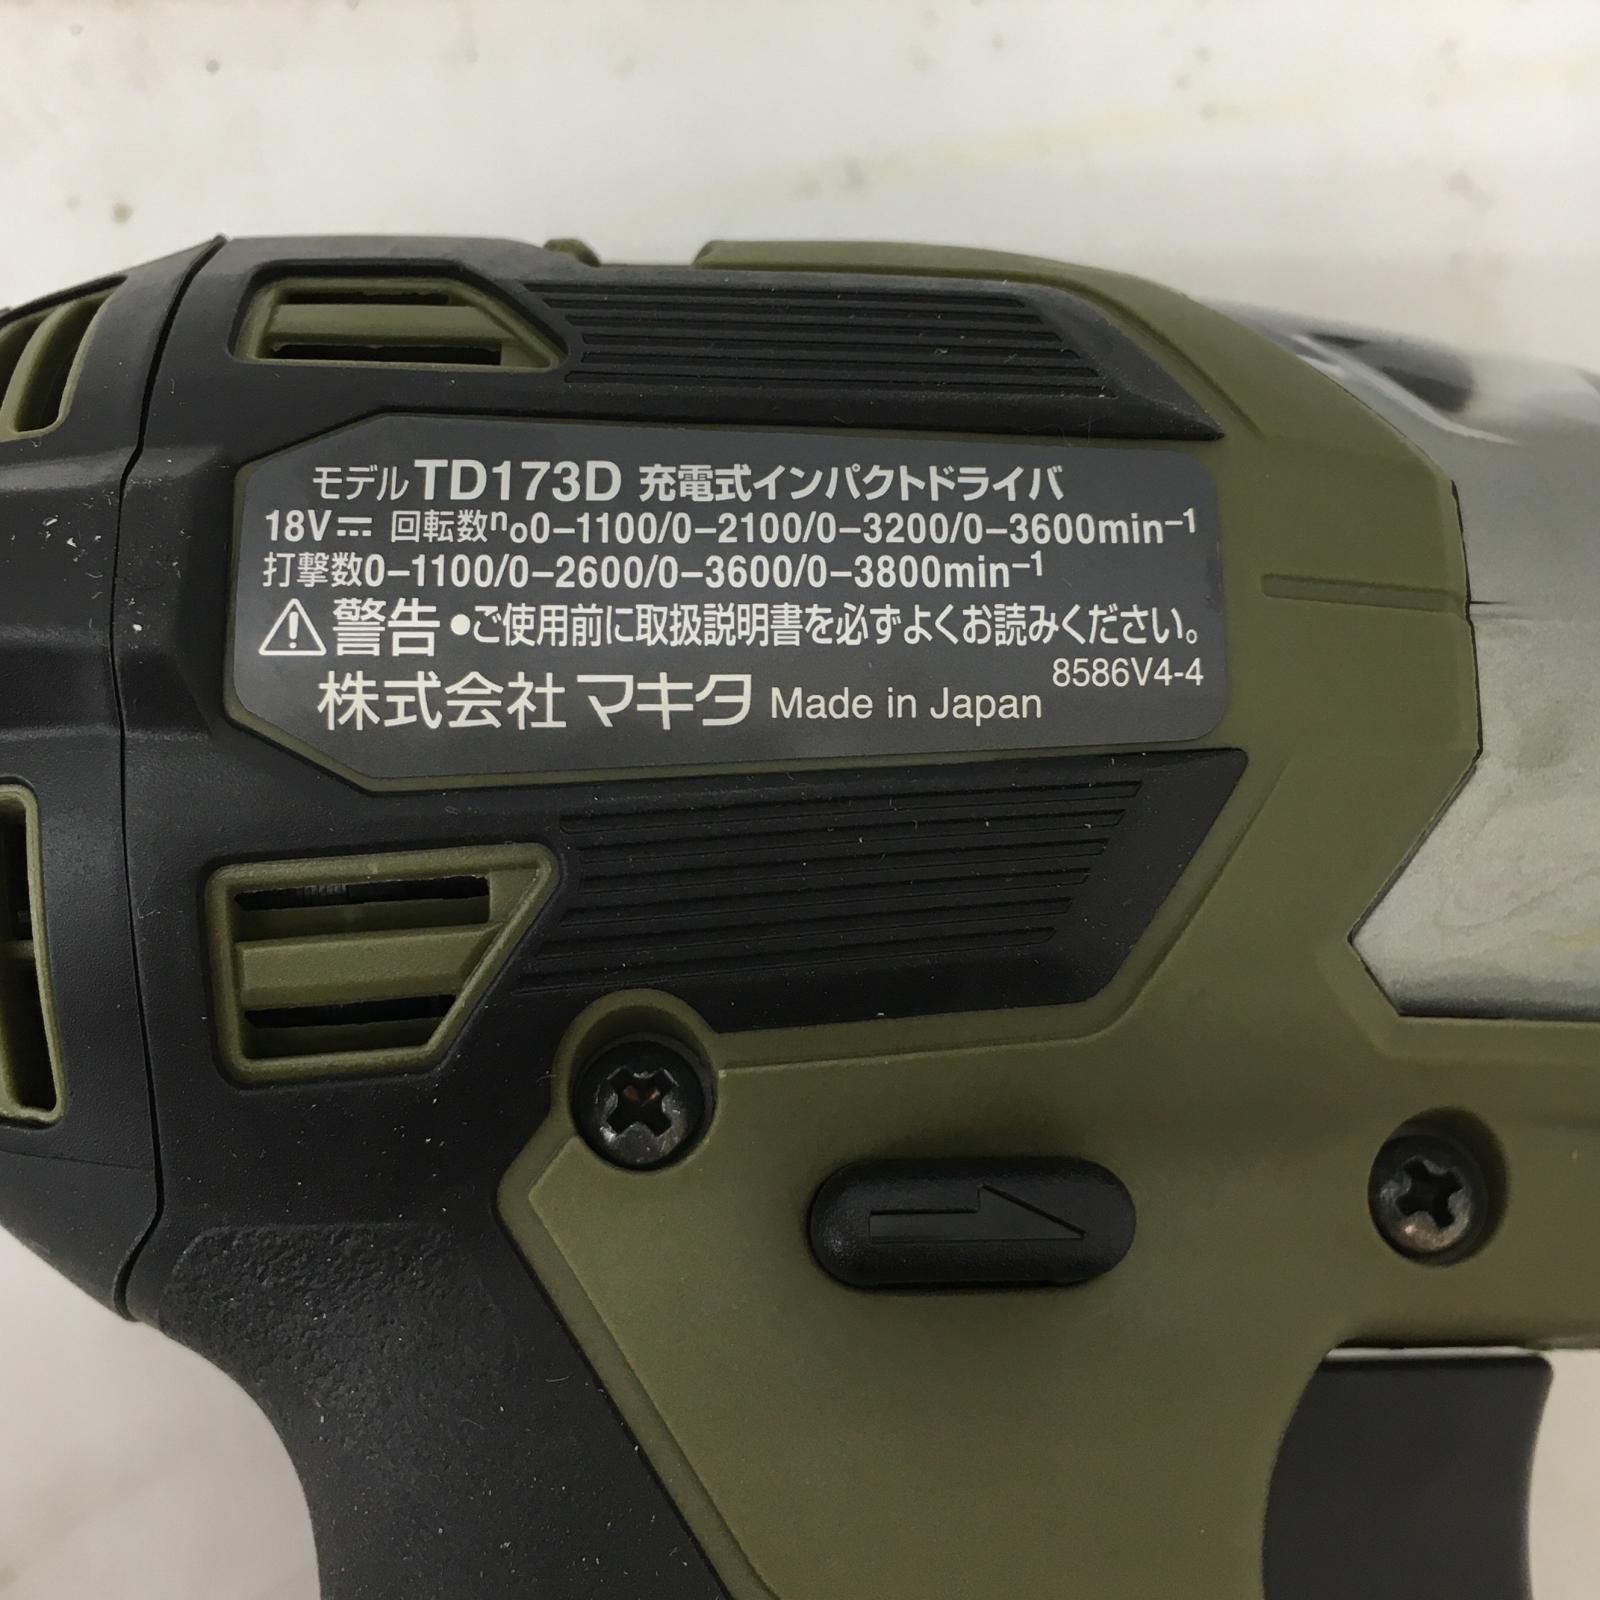 モデル TD173D 充電式インパクトドライバ
18V⎓ 回転数n₀0−1100/0−2100/0−3200/0−3600min⁻¹
打撃数0−1100/0−2600/0−3600/0−3800min⁻¹
⚠警告 •ご使用前に取扱説明書を必ずよくお読みください。
8586V4-4
株式会社マキタ Made in Japan